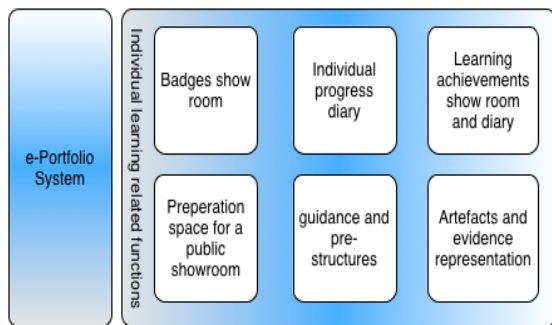 e-Portfolio
System
Individual learning related functions
Badges show
room
Individual
progress
diary
Learning
achievements
show room
and diary
Preperation
space for a
public
showroom
guidance and
pre-
structures
Artefacts and
evidence
representation